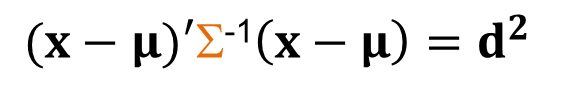 (x − μ)′Σ⁻¹(x − μ) = d²